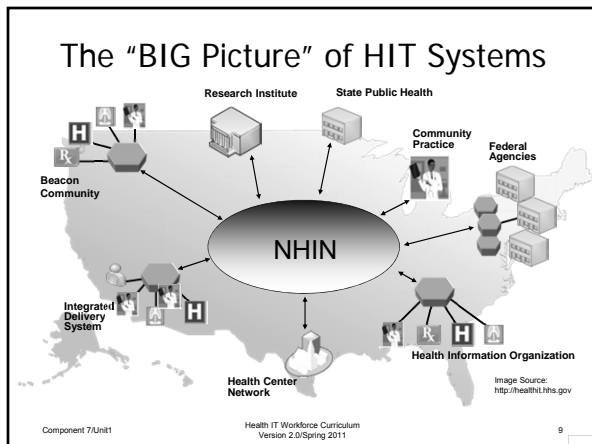 The "BIG Picture" of HIT Systems
Research Institute
State Public Health
Community
Practice
Federal
Agencies
H
Rx
Beacon
Community
NHIN
Integrated
Delivery
System
H
Rx
H
Health Information Organization
Health Center
Network
Image Source:
http://healthit.hhs.gov
Component 7/Unit1
Health IT Workforce Curriculum
Version 2.0/Spring 2011
9